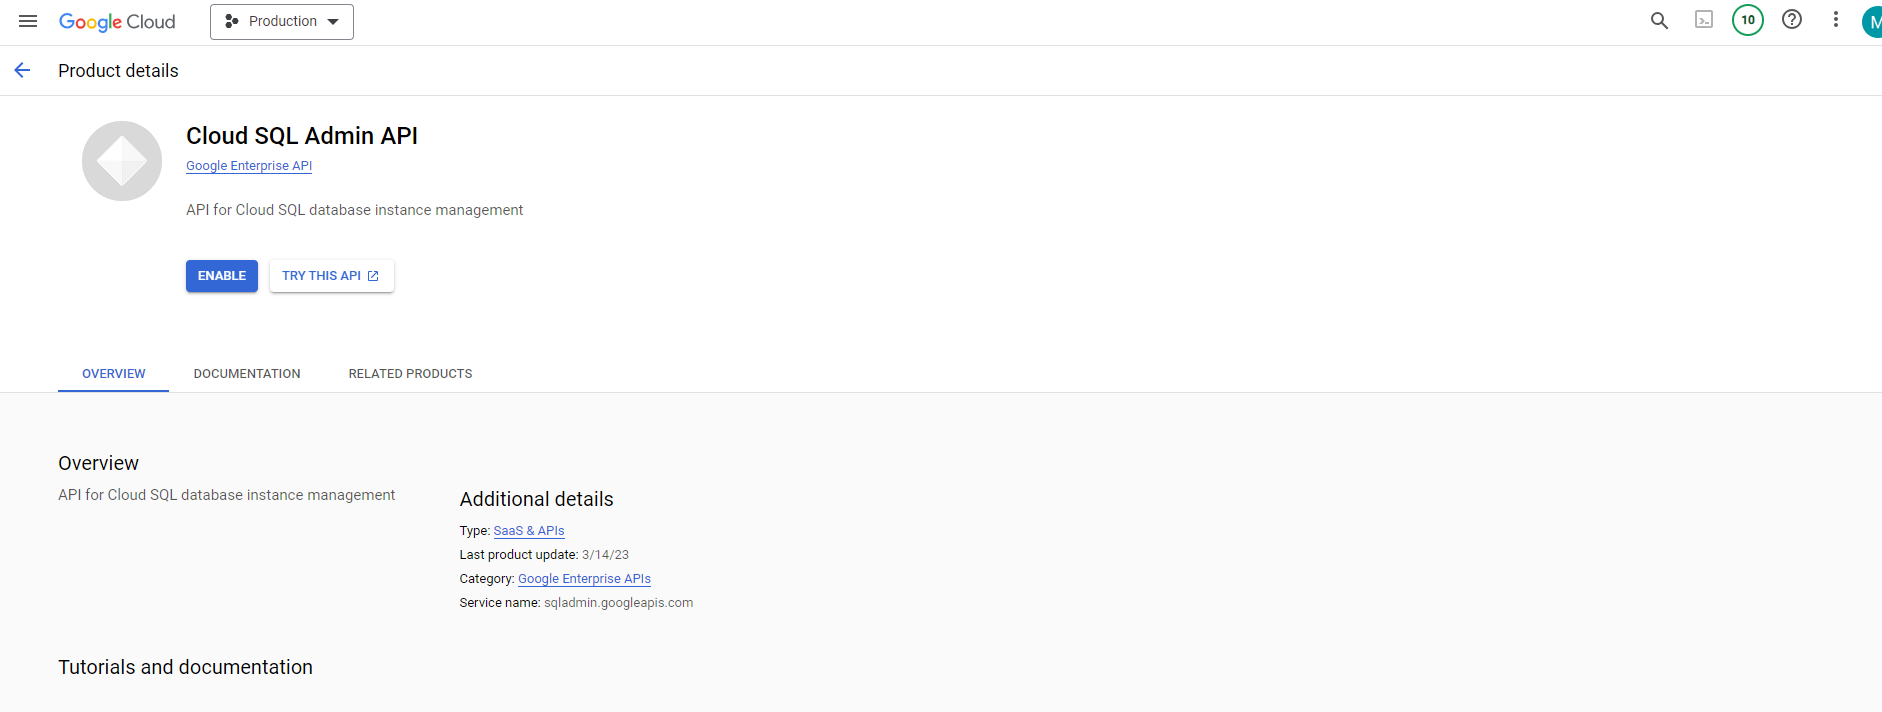 Google Cloud
Production
10
M
Product details
Cloud SQL Admin API
Google Enterprise API
API for Cloud SQL database instance management
ENABLE
TRY THIS API
OVERVIEW
DOCUMENTATION
RELATED PRODUCTS
Overview
API for Cloud SQL database instance management
Additional details
Type: SaaS & APIs
Last product update: 3/14/23
Category: Google Enterprise APIs
Service name: sqladmin.googleapis.com
Tutorials and documentation